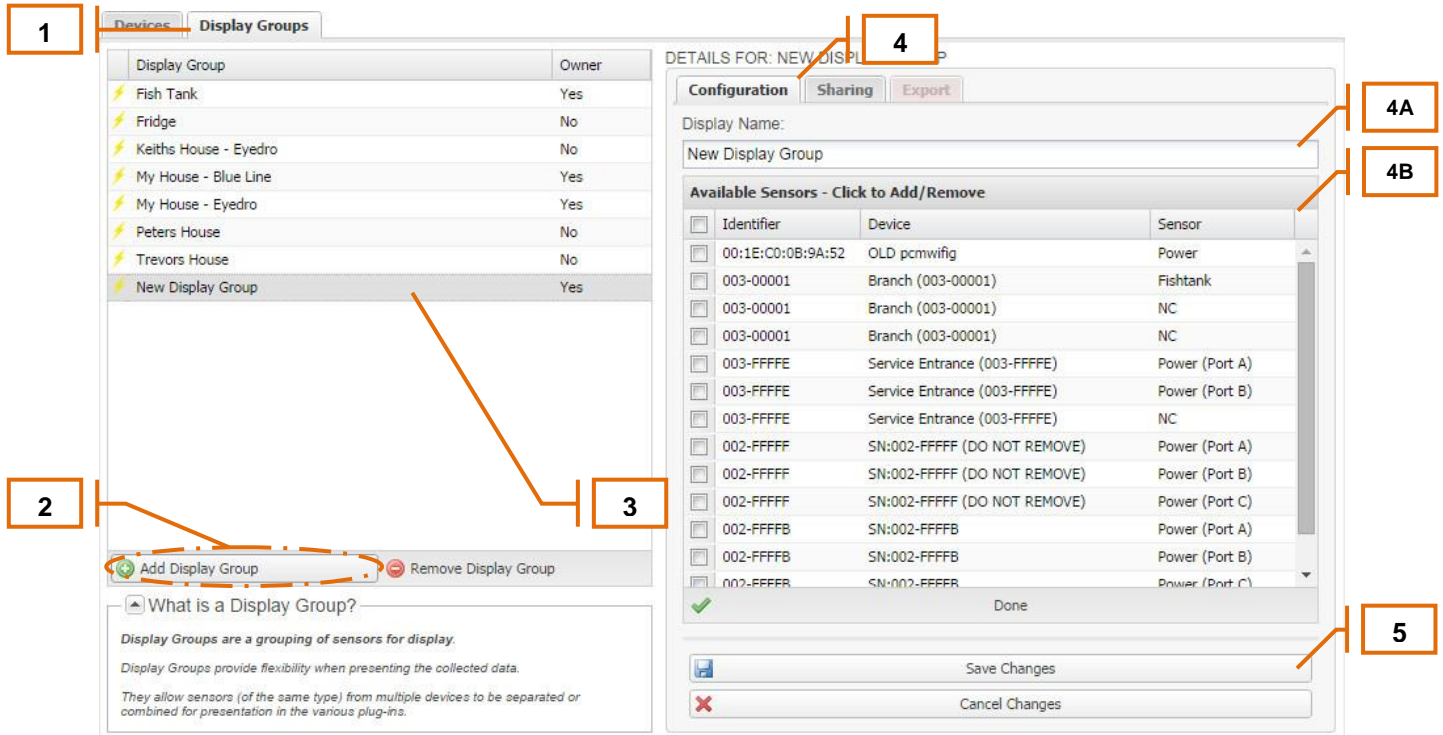 1
Devices
Display Groups
Display Group Owner
Fish Tank Yes
Fridge No
Keiths House - Eyedro No
My House - Blue Line Yes
My House - Eyedro Yes
Peters House No
Trevors House No
New Display Group Yes
3
2
Add Display Group
Remove Display Group
What is a Display Group?
Display Groups are a grouping of sensors for display.
Display Groups provide flexibility when presenting the collected data.
They allow sensors (of the same type) from multiple devices to be separated or
combined for presentation in the various plug-ins.
4
DETAILS FOR: NEW DISPL P
Configuration Sharing Export
4A
Display Name:
New Display Group
4B
Available Sensors - Click to Add/Remove
Identifier Device Sensor
00:1E:C0:0B:9A:52 OLD pcmwifig Power
003-00001 Branch (003-00001) Fishtank
003-00001 Branch (003-00001) NC
003-00001 Branch (003-00001) NC
003-FFFFE Service Entrance (003-FFFFE) Power (Port A)
003-FFFFE Service Entrance (003-FFFFE) Power (Port B)
003-FFFFE Service Entrance (003-FFFFE) NC
002-FFFFF SN:002-FFFFF (DO NOT REMOVE) Power (Port A)
002-FFFFF SN:002-FFFFF (DO NOT REMOVE) Power (Port B)
002-FFFFF SN:002-FFFFF (DO NOT REMOVE) Power (Port C)
002-FFFFB SN:002-FFFFB Power (Port A)
002-FFFFB SN:002-FFFFB Power (Port B)
002-FFFFB SN:002-FFFFB Power (Port C)
Done
5
Save Changes
Cancel Changes